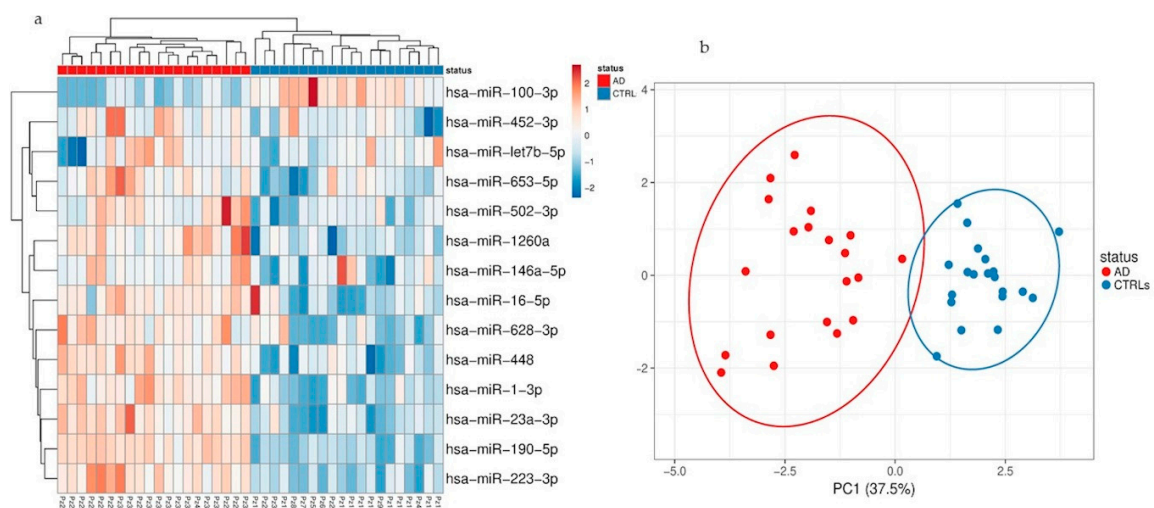 a
status
status
AD
CTRL
2
1
0
−1
−2
hsa−miR−100−3p
hsa−miR−452−3p
hsa−miR−let7b−5p
hsa−miR−653−5p
hsa−miR−502−3p
hsa−miR−1260a
hsa−miR−146a−5p
hsa−miR−16−5p
hsa−miR−628−3p
hsa−miR−448
hsa−miR−1−3p
hsa−miR−23a−3p
hsa−miR−190−5p
hsa−miR−223−3p
b
4
2
0
−2
−5.0
−2.5
0.0
2.5
PC1 (37.5%)
status
AD
CTRLs